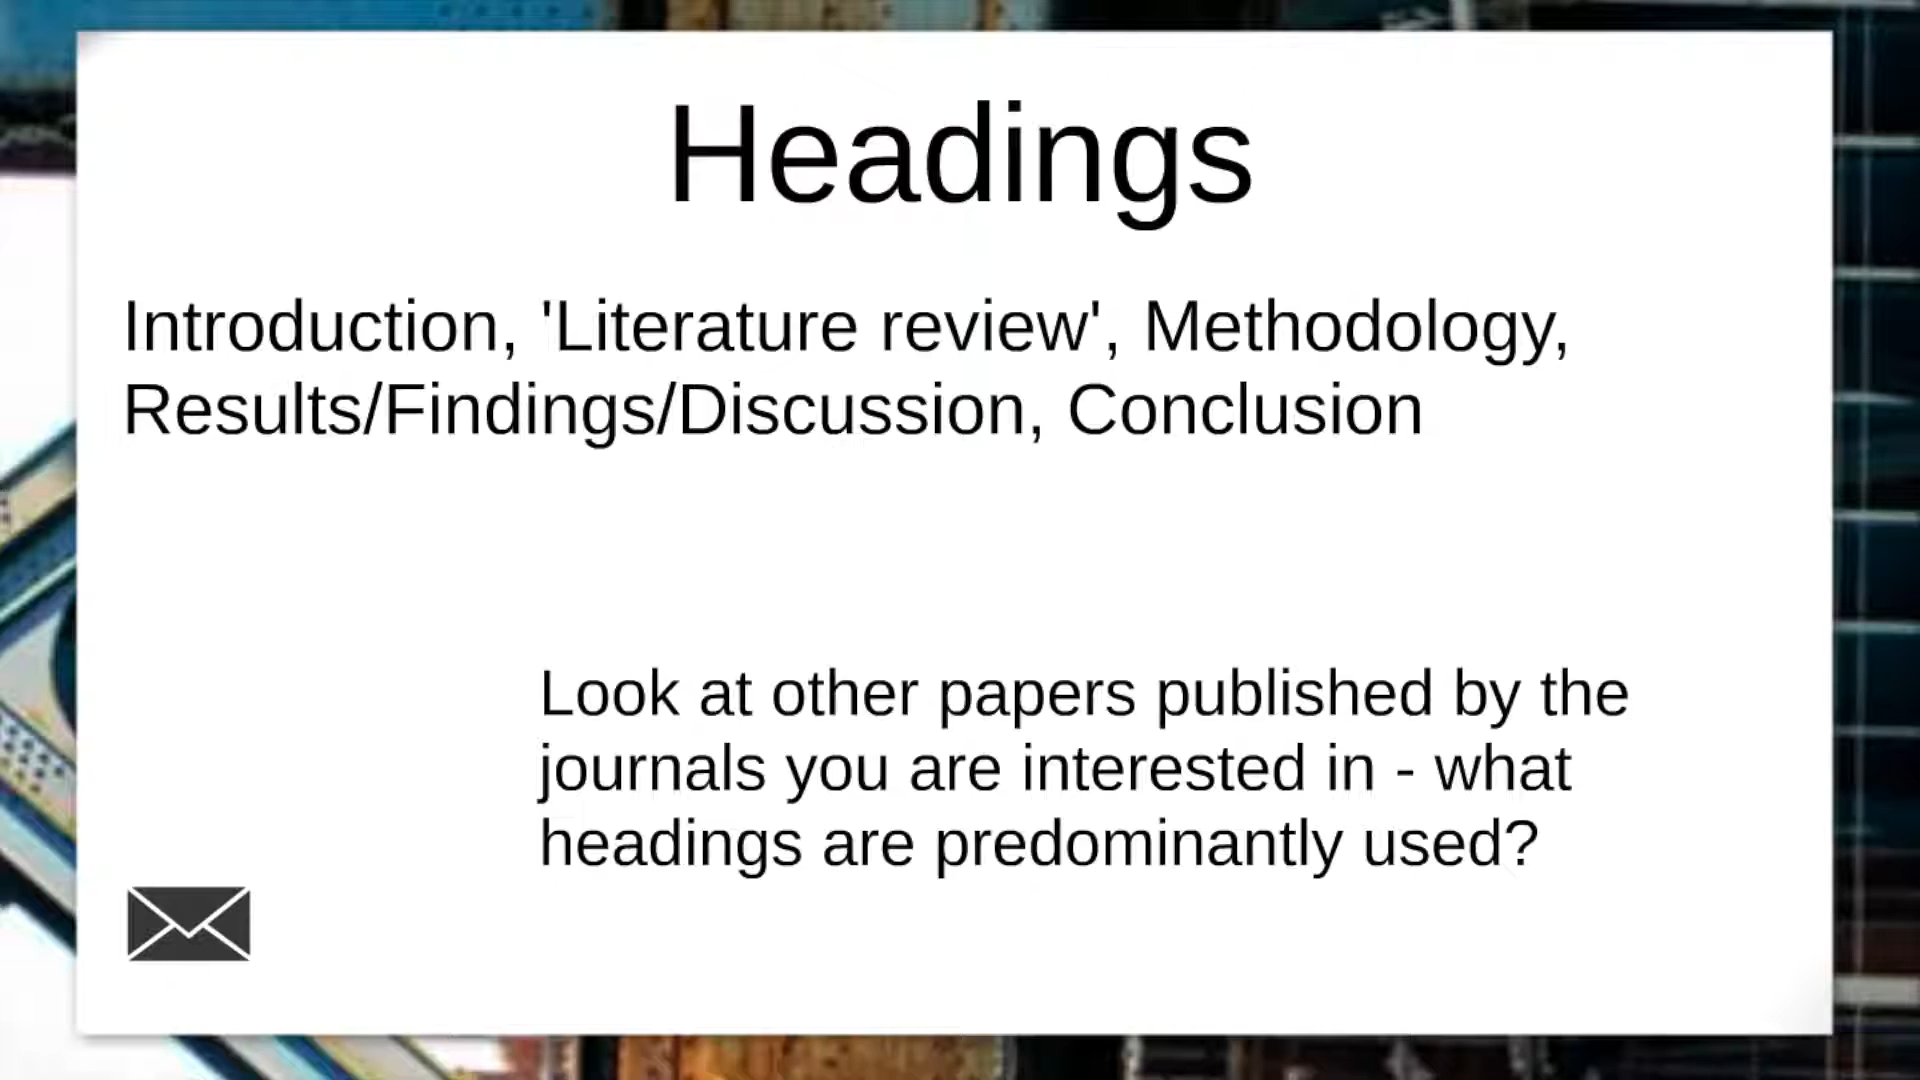 Headings
Introduction, 'Literature review', Methodology,
Results/Findings/Discussion, Conclusion
Look at other papers published by the
journals you are interested in - what
headings are predominantly used?